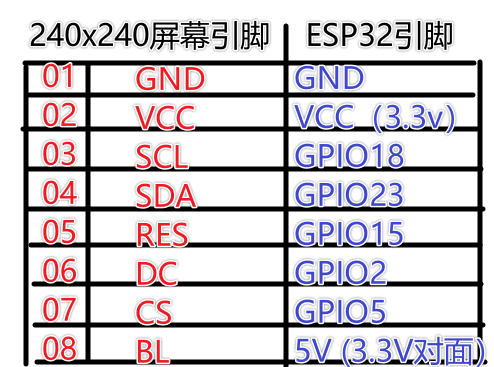 240x240屏幕引脚 ESP32引脚
01 GND GND
02 VCC VCC（3.3v）
03 SCL GPIO18
04 SDA GPIO23
05 RES GPIO15
06 DC GPIO2
07 CS GPIO5
08 BL 5V (3.3V对面）